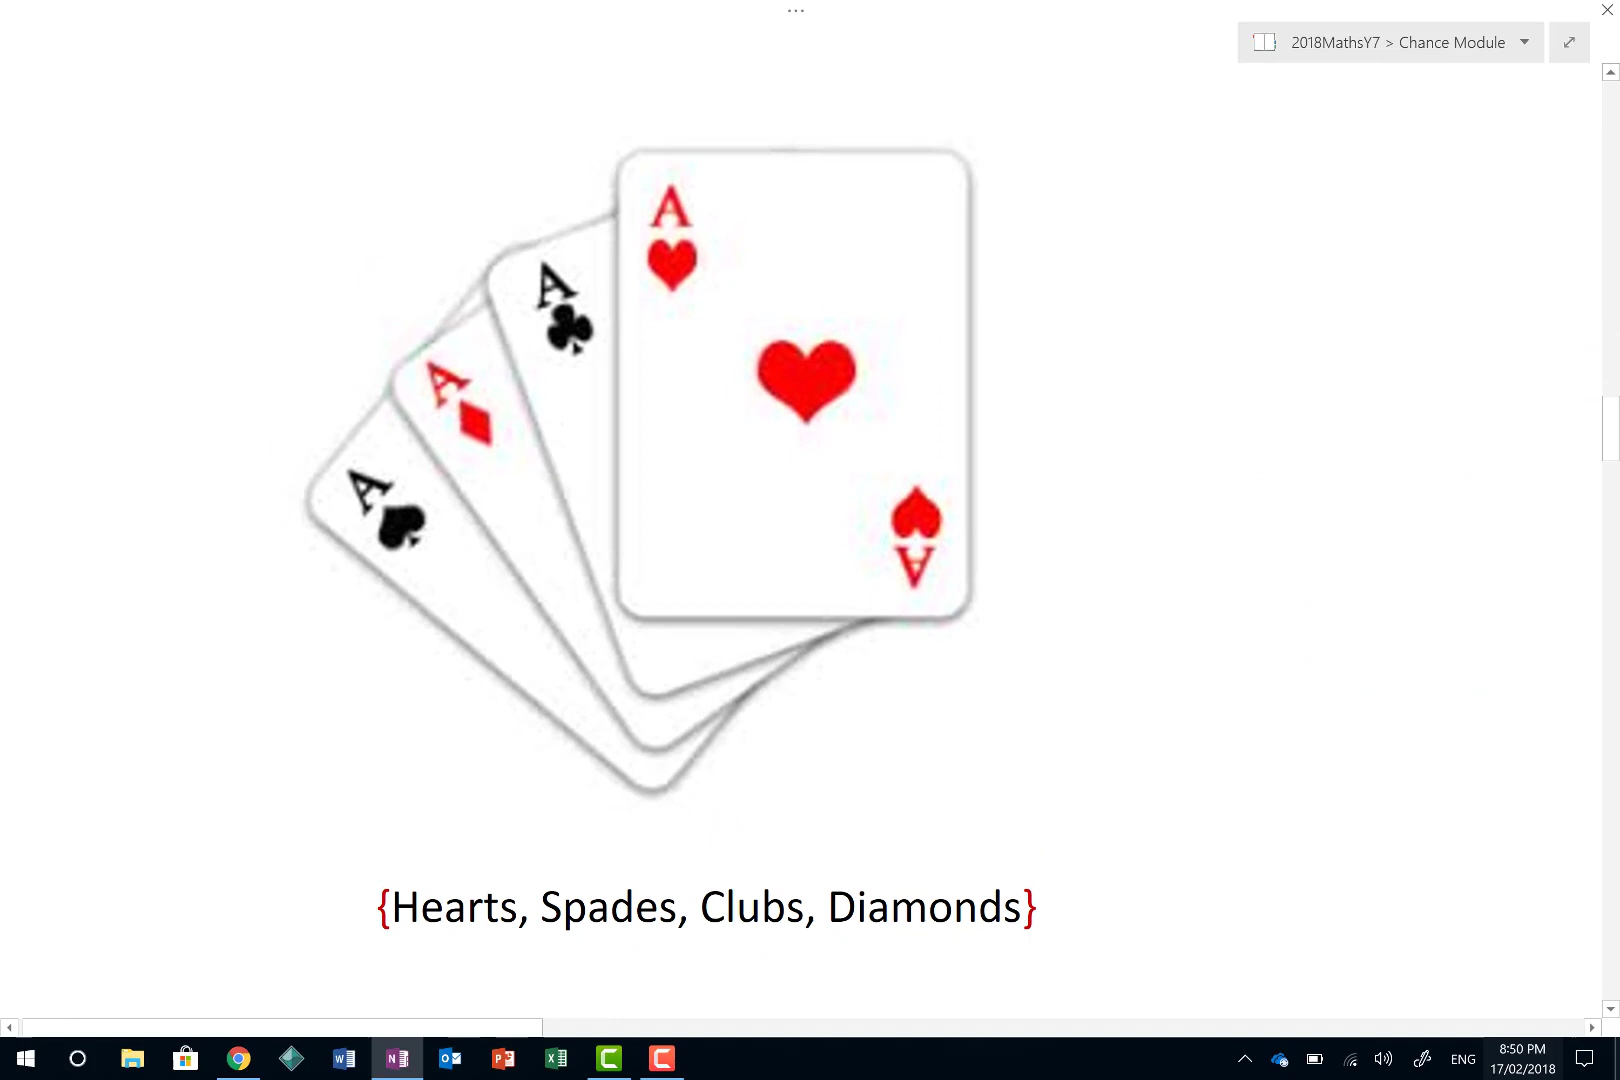 2018MathsY7 > Chance Module
A
A
A
A
A
{Hearts, Spades, Clubs, Diamonds}
ENG
8:50 PM
17/02/2018